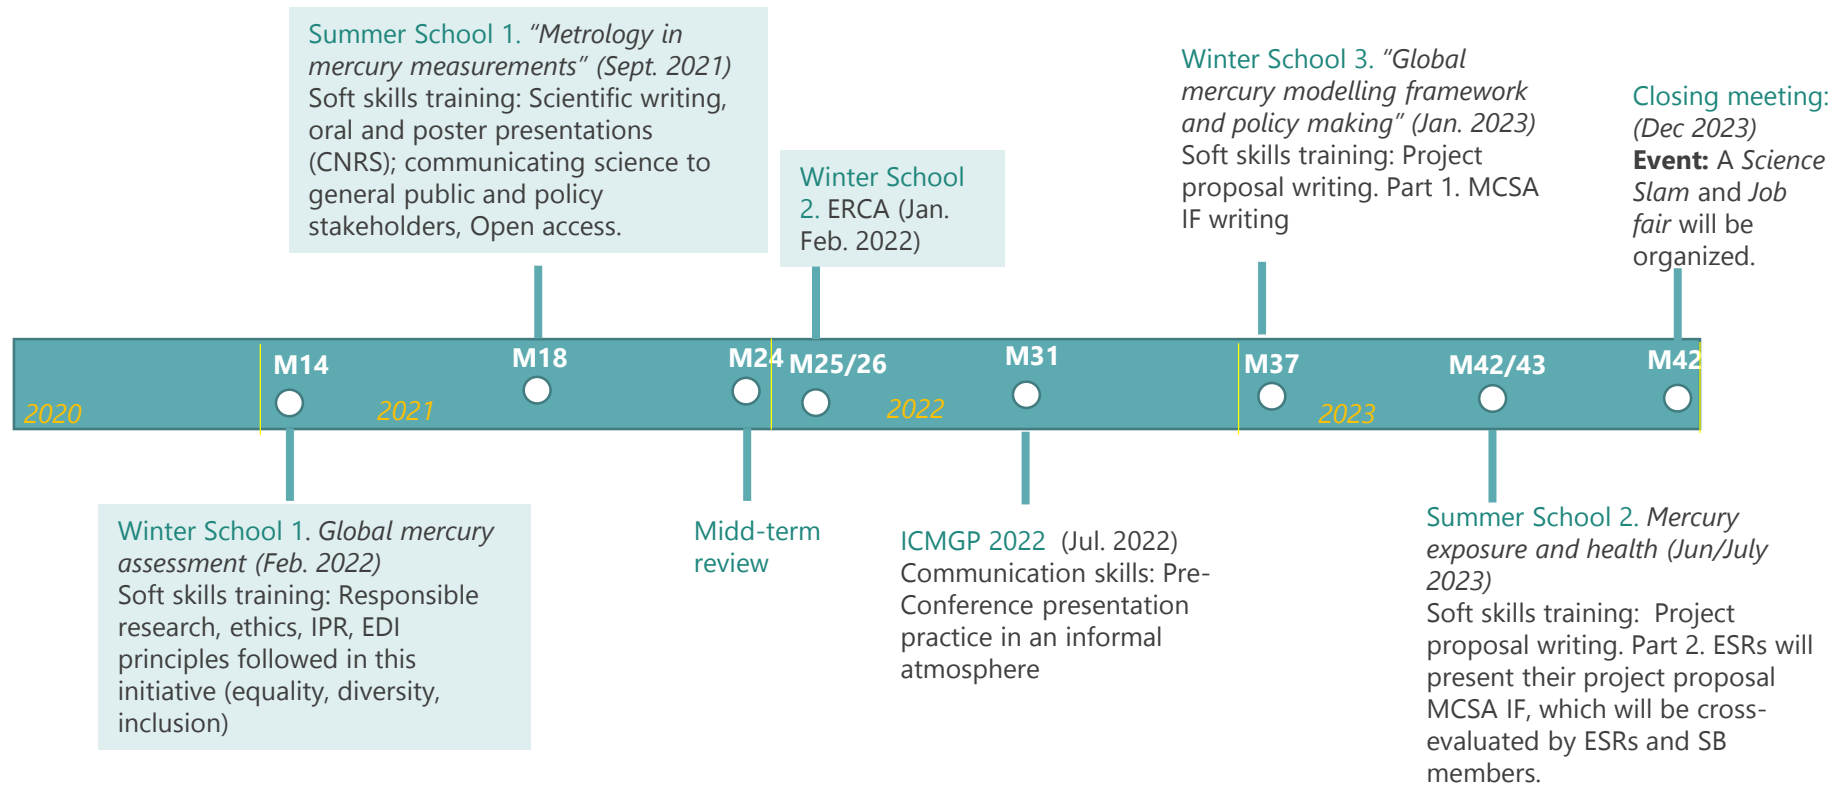 Summer School 1. “Metrology in
mercury measurements” (Sept. 2021)
Soft skills training: Scientific writing,
oral and poster presentations
(CNRS); communicating science to
general public and policy
stakeholders, Open access.
Winter School
2. ERCA (Jan.
Feb. 2022)
Winter School 3. “Global
mercury modelling framework
and policy making” (Jan. 2023)
Soft skills training: Project
proposal writing. Part 1. MCSA
IF writing
Closing meeting:
(Dec 2023)
Event: A Science
Slam and Job
fair will be
organized.
M14
M18
M24
M25/26
M31
M37
M42/43
M42
2020
2021
2022
2023
Winter School 1. Global mercury
assessment (Feb. 2022)
Soft skills training: Responsible
research, ethics, IPR, EDI
principles followed in this
initiative (equality, diversity,
inclusion)
Midd-term
review
ICMGP 2022 (Jul. 2022)
Communication skills: Pre-
Conference presentation
practice in an informal
atmosphere
Summer School 2. Mercury
exposure and health (Jun/July
2023)
Soft skills training: Project
proposal writing. Part 2. ESRs will
present their project proposal
MCSA IF, which will be cross-
evaluated by ESRs and SB
members.